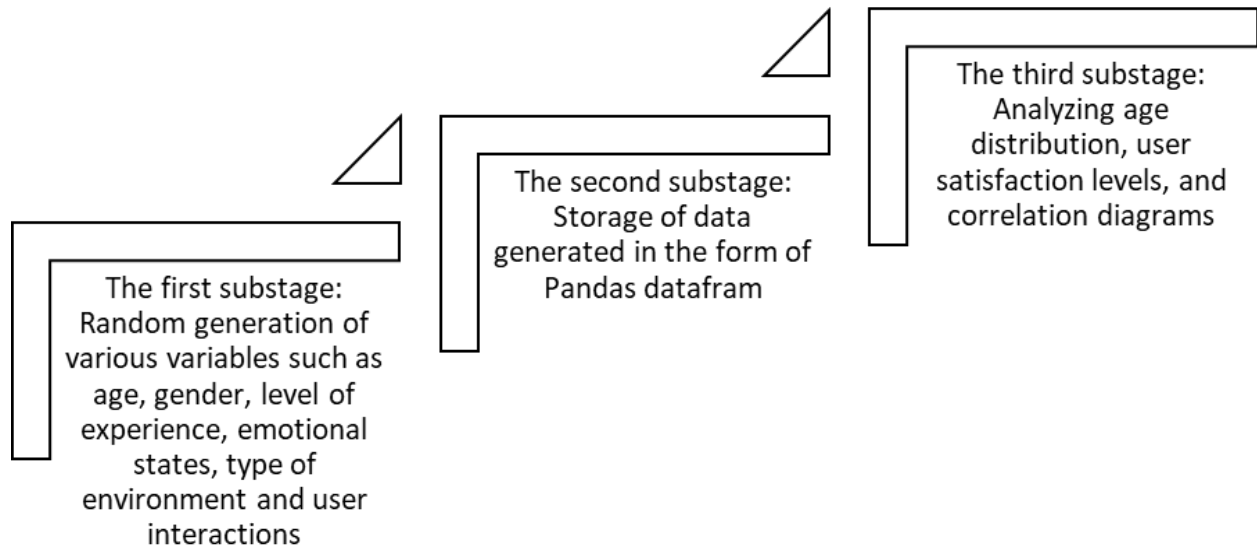 The first substage:
Random generation of
various variables such as
age, gender, level of
experience, emotional
states, type of
environment and user
interactions
The second substage:
Storage of data
generated in the form of
Pandas datafram
The third substage:
Analyzing age
distribution, user
satisfaction levels, and
correlation diagrams